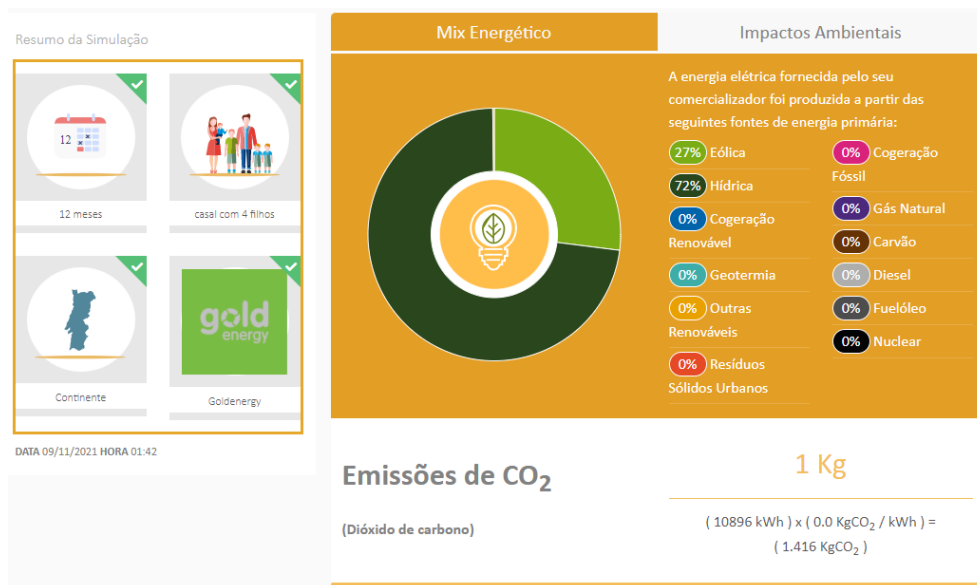 Resumo da Simulação
12
12 meses
casal com 4 filhos
gold
energy
Continente
Goldenergy
DATA 09/11/2021 HORA 01:42
Mix Energético
Impactos Ambientais
A energia elétrica fornecida pelo seu
comercializador foi produzida a partir das
seguintes fontes de energia primária:
27% Eólica
72% Hídrica
0% Cogeração
Renovável
0% Geotermia
0% Outras
Renováveis
0% Resíduos
Sólidos Urbanos
0% Cogeração
Fóssil
0% Gás Natural
0% Carvão
0% Diesel
0% Fuelóleo
0% Nuclear
Emissões de CO₂
(Dióxido de carbono)
1 Kg
( 10896 kWh ) x ( 0.0 KgCO₂ / kWh ) =
( 1.416 KgCO₂ )